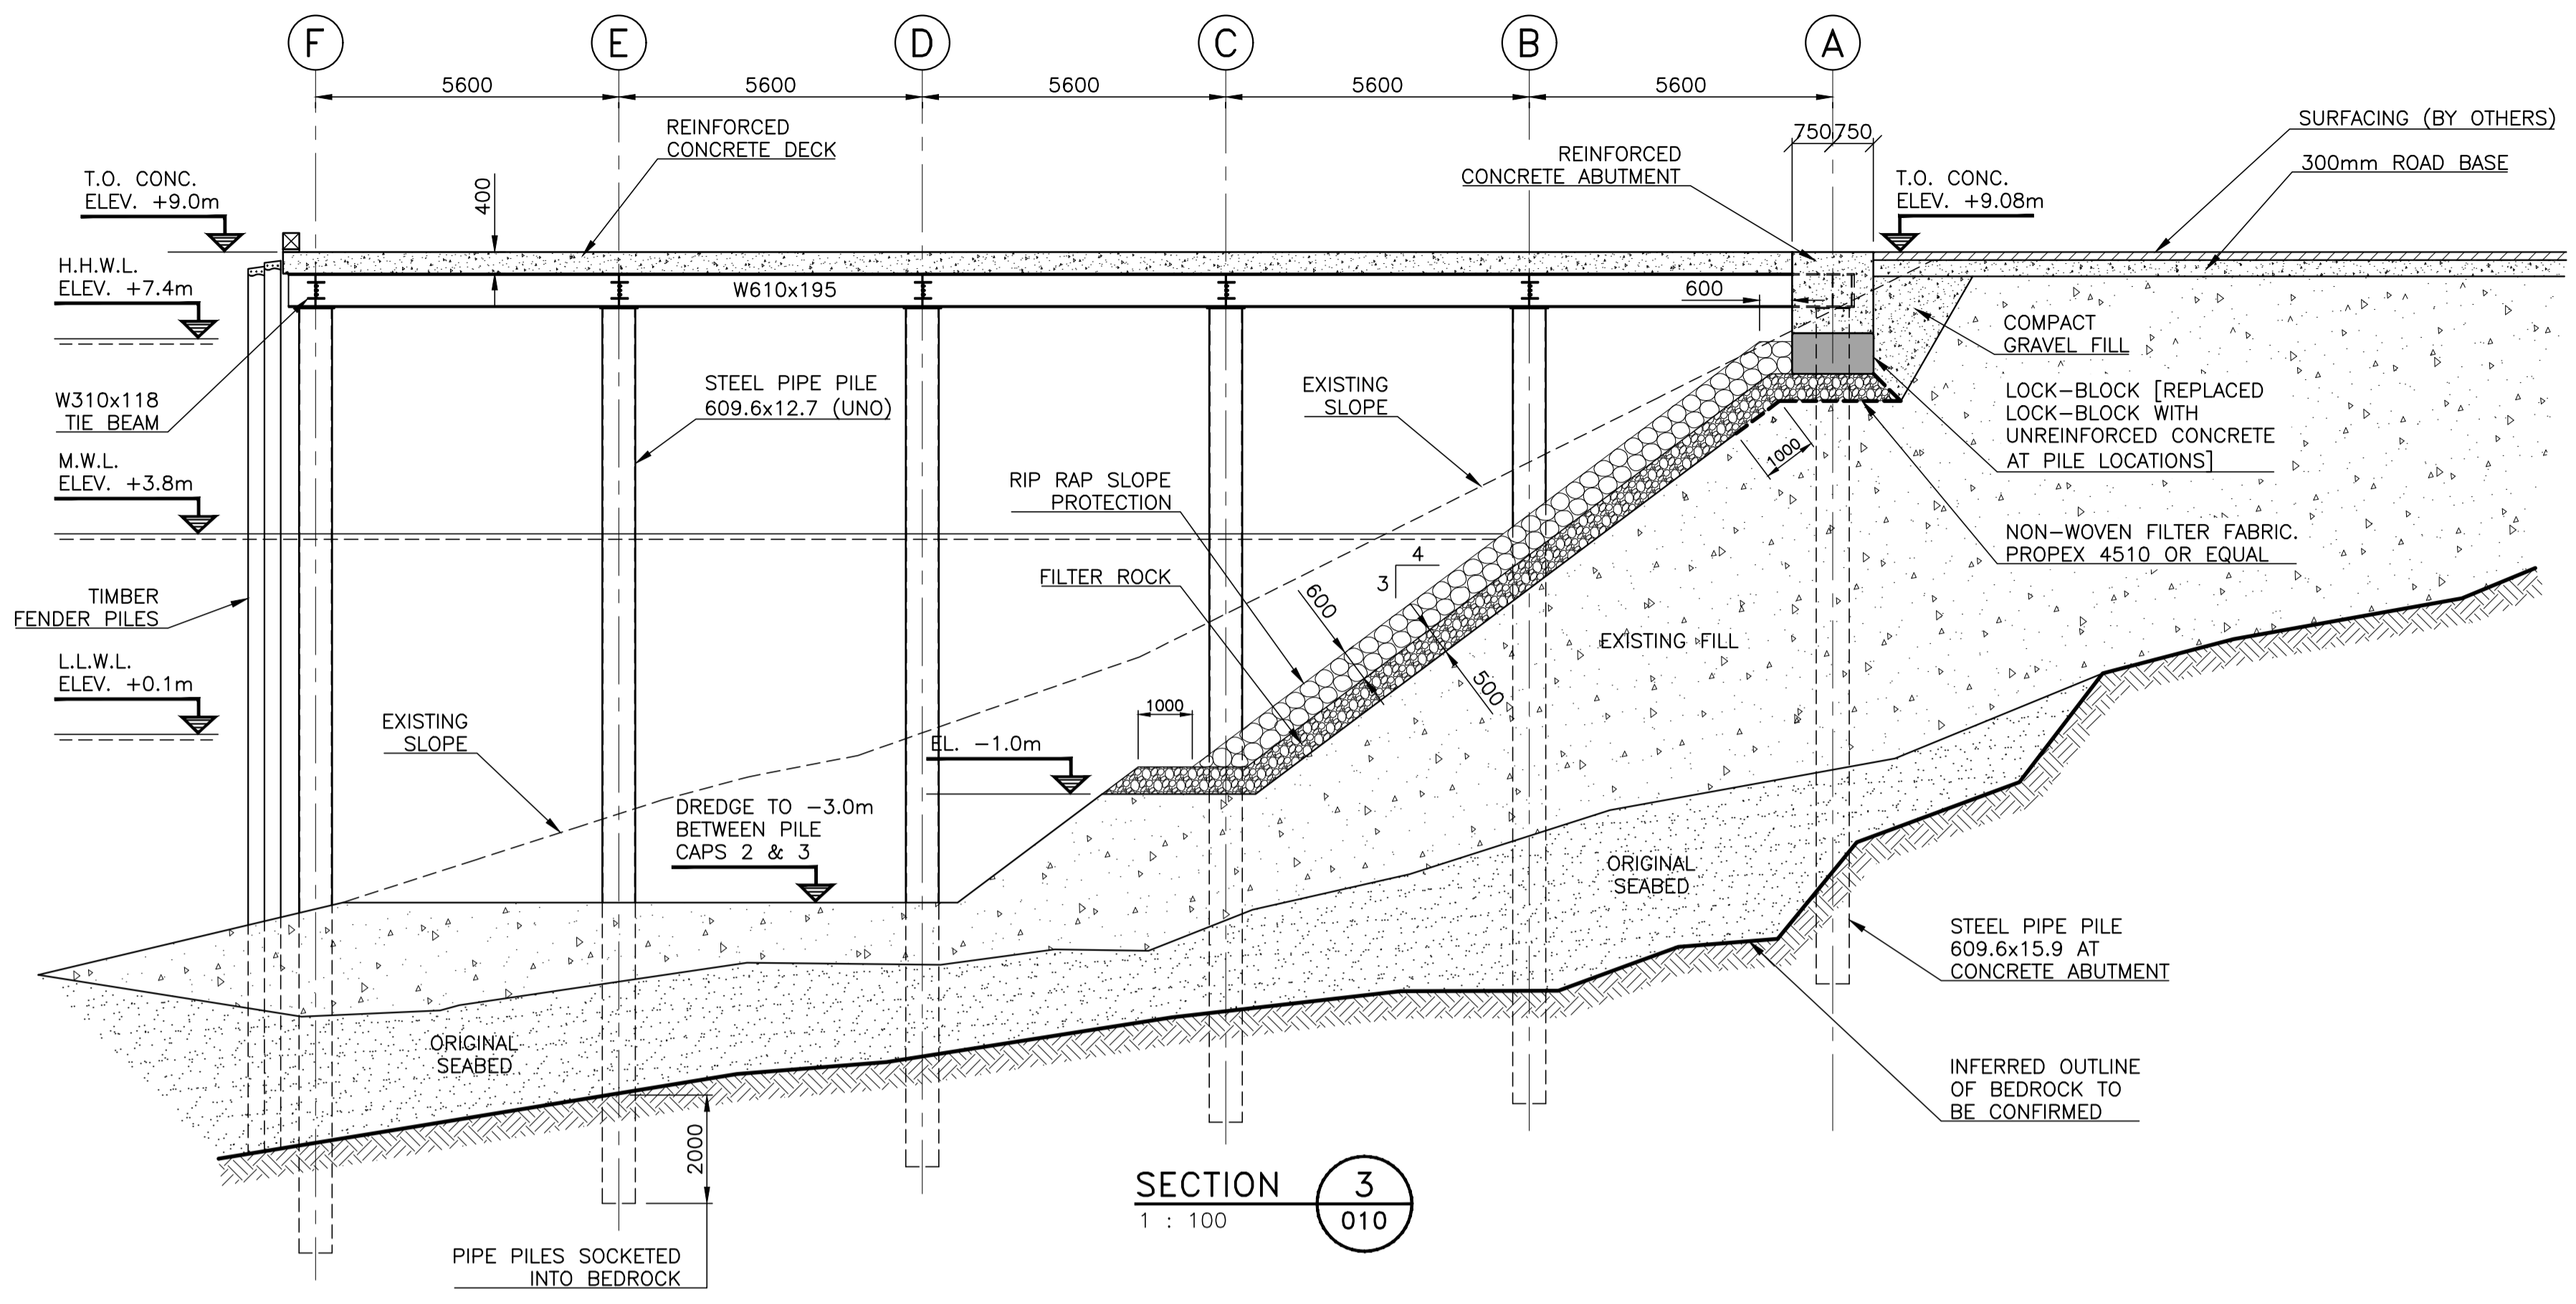 F
E
D
C
B
A
5600
5600
5600
5600
5600
REINFORCED
CONCRETE DECK
400
T.O. CONC.
ELEV. +9.0m
REINFORCED
CONCRETE ABUTMENT
750
750
T.O. CONC.
ELEV. +9.08m
SURFACING (BY OTHERS)
300mm ROAD BASE
H.H.W.L.
ELEV. +7.4m
W610x195
600
COMPACT
GRAVEL FILL
W310x118
TIE BEAM
STEEL PIPE PILE
609.6x12.7 (UNO)
EXISTING
SLOPE
LOCK-BLOCK [REPLACED
LOCK-BLOCK WITH
UNREINFORCED CONCRETE
AT PILE LOCATIONS]
1000
M.W.L.
ELEV. +3.8m
RIP RAP SLOPE
PROTECTION
NON-WOVEN FILTER FABRIC.
PROPEX 4510 OR EQUAL
4
3
FILTER ROCK
600
500
TIMBER
FENDER PILES
EXISTING FILL
L.L.W.L.
ELEV. +0.1m
EXISTING
SLOPE
1000
EL. -1.0m
DREDGE TO -3.0m
BETWEEN PILE
CAPS 2 & 3
ORIGINAL
SEABED
STEEL PIPE PILE
609.6x15.9 AT
CONCRETE ABUTMENT
ORIGINAL
SEABED
INFERRED OUTLINE
OF BEDROCK TO
BE CONFIRMED
2000
PIPE PILES SOCKETED
INTO BEDROCK
SECTION
1 : 100
3
010